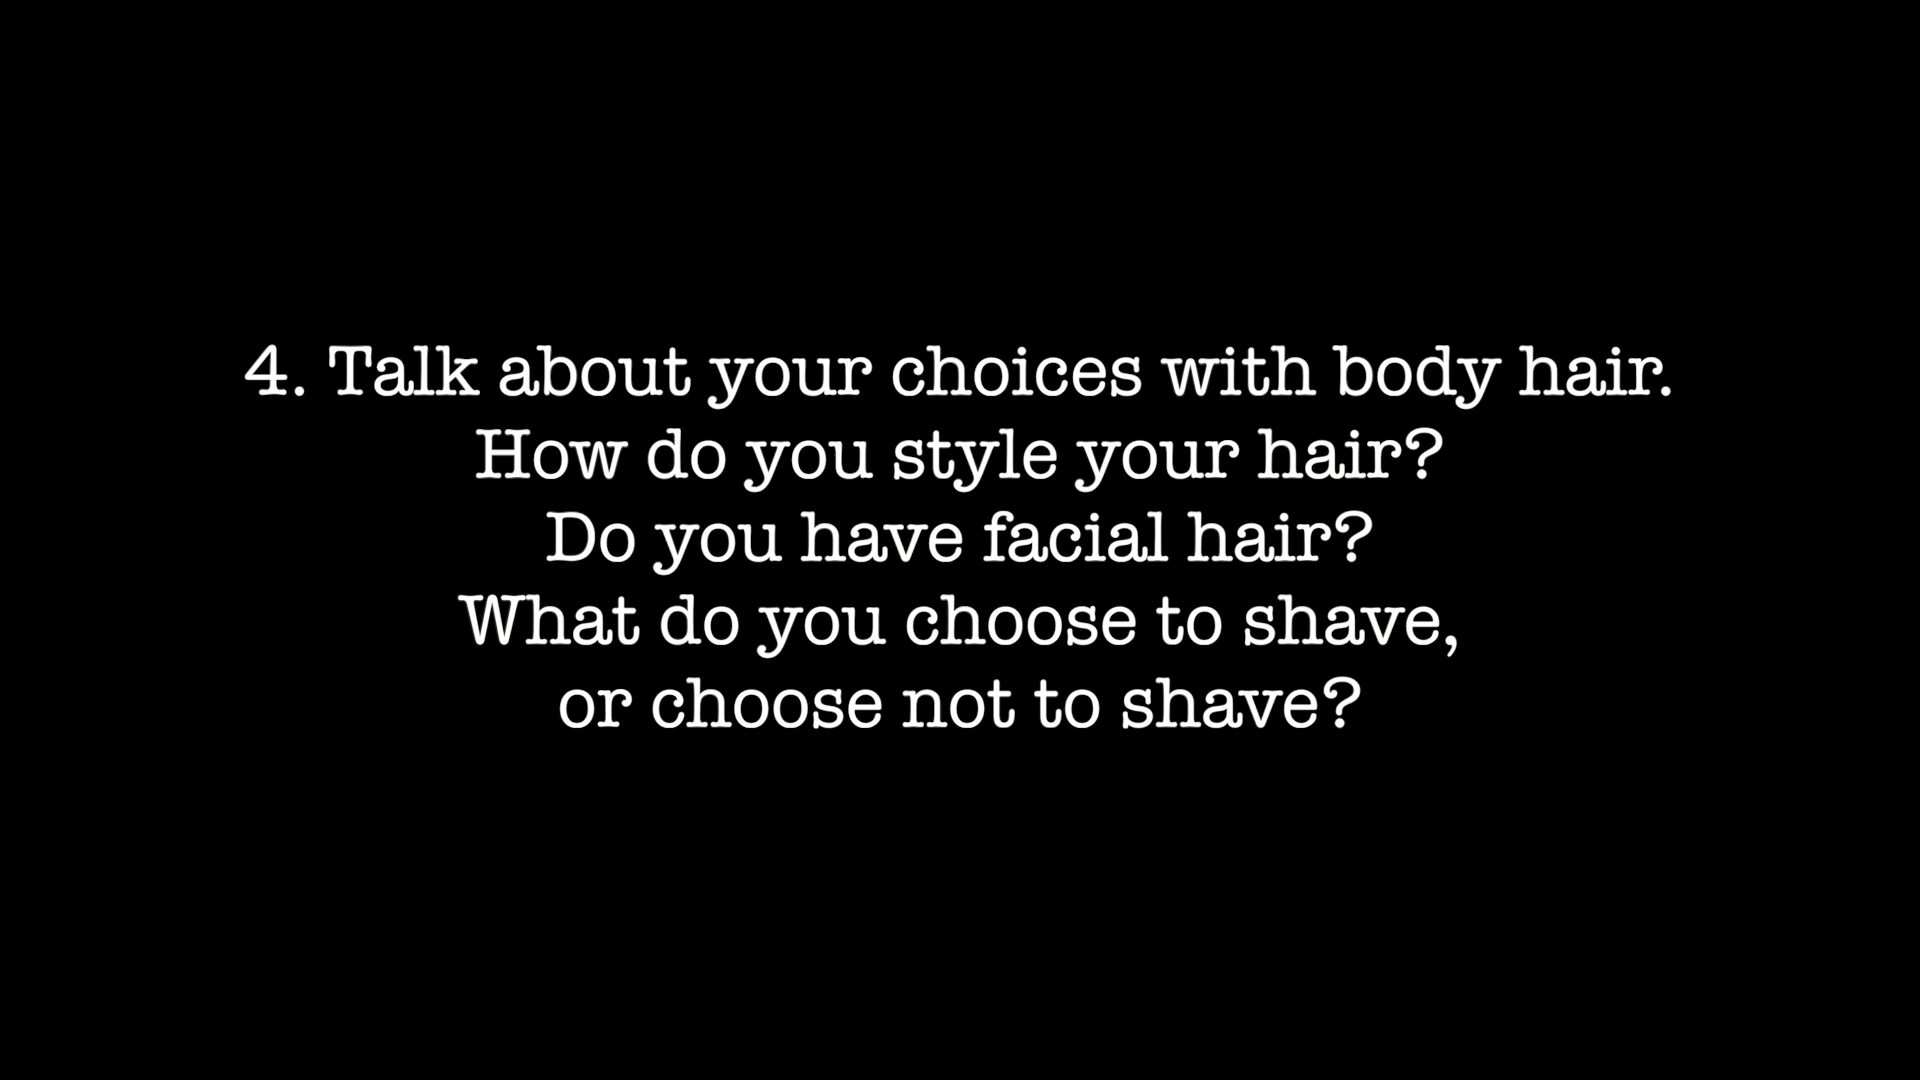 4. Talk about your choices with body hair.
How do you style your hair?
Do you have facial hair?
What do you choose to shave,
or choose not to shave?